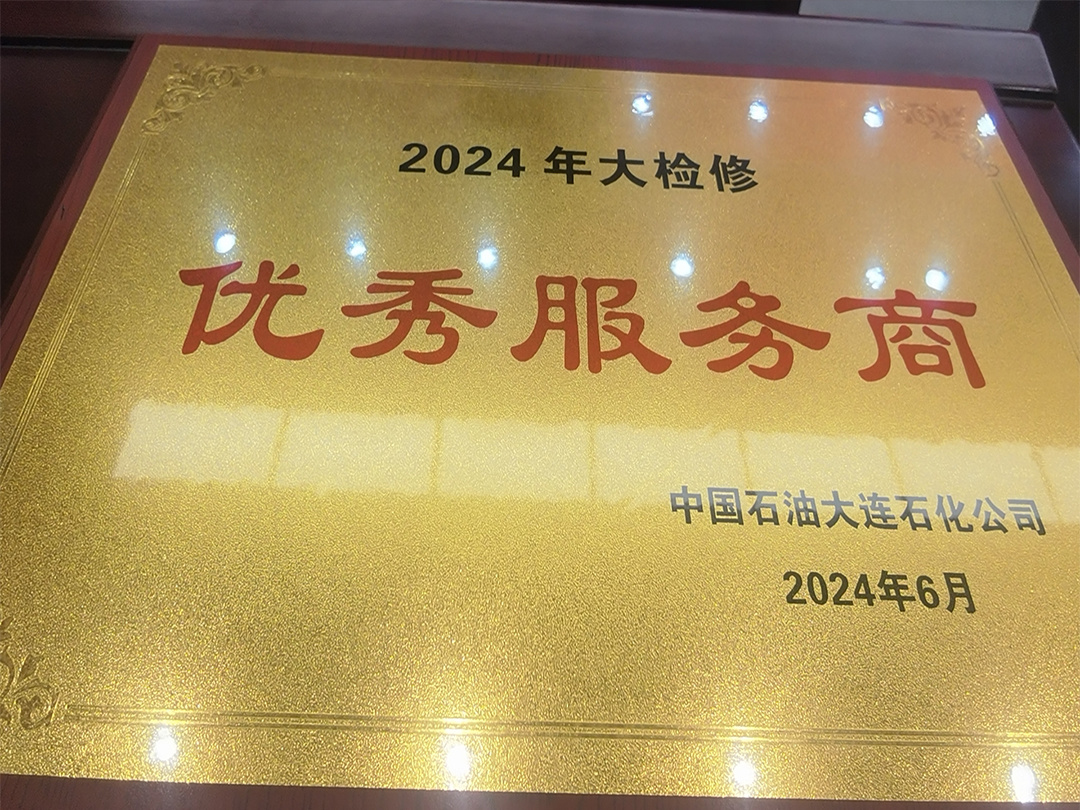 2024 年大检修
优秀服务商
中国石油大连石化公司
2024年6月